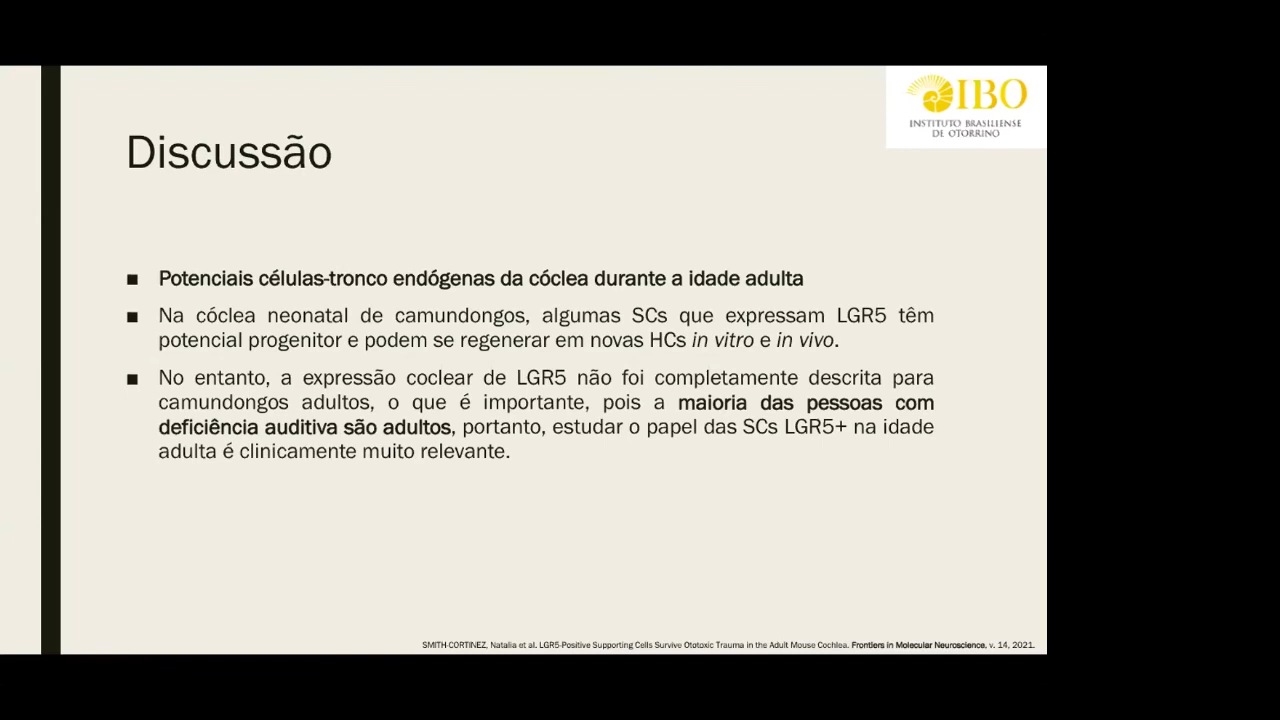 IBO
INSTITUTO BRASILIENSE
DE OTORRINO
Discussão
■ Potenciais células-tronco endógenas da cóclea durante a idade adulta
■ Na cóclea neonatal de camundongos, algumas SCs que expressam LGR5 têm
potencial progenitor e podem se regenerar em novas HCs in vitro e in vivo.
■ No entanto, a expressão coclear de LGR5 não foi completamente descrita para
camundongos adultos, o que é importante, pois a maioria das pessoas com
deficiência auditiva são adultos, portanto, estudar o papel das SCs LGR5+ na idade
adulta é clinicamente muito relevante.
SMITH-CORTINEZ, Natalia et al. LGR5-Positive Supporting Cells Survive Ototoxic Trauma in the Adult Mouse Cochlea. Frontiers in Molecular Neuroscience, v. 14, 2021.